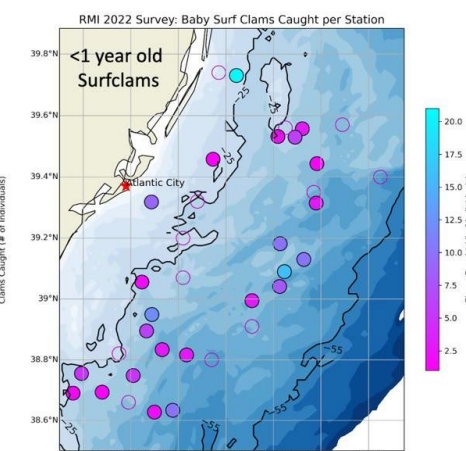 RMI 2022 Survey: Baby Surf Clams Caught per Station
<1 year old
Surfclams
39.8°N
39.6°N
39.4°N
39.2°N
39°N
38.8°N
38.6°N
Atlantic City
-25
-25
-25
-25
-55
-55
-55
20.0
17.5
15.0
12.5
10.0
7.5
5.0
2.5
Clams Caught (# of Individuals)